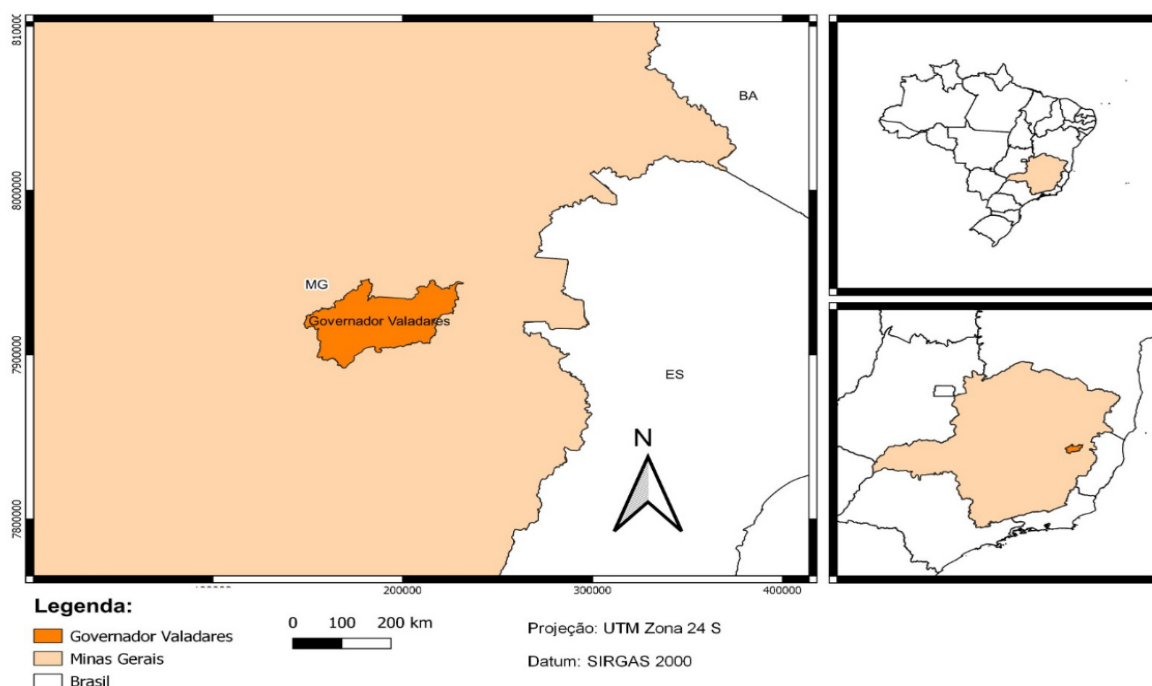 810000
BA
8000000
MG
Governador Valadares
7900000
ES
N
7800000
200000
300000
400000
Legenda:
Governador Valadares
Minas Gerais
Brasil
0 100 200 km
Projeção: UTM Zona 24 S
Datum: SIRGAS 2000